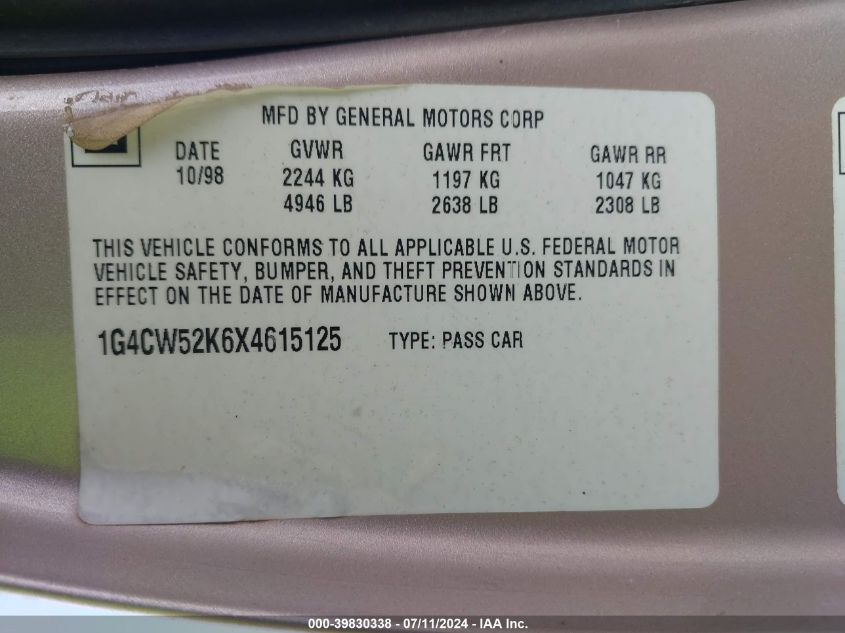 MFD BY GENERAL MOTORS CORP
DATE GVWR GAWR FRT GAWR RR
10/98 2244 KG 1197 KG 1047 KG
4946 LB 2638 LB 2308 LB
THIS VEHICLE CONFORMS TO ALL APPLICABLE U.S. FEDERAL MOTOR
VEHICLE SAFETY, BUMPER, AND THEFT PREVENTION STANDARDS IN
EFFECT ON THE DATE OF MANUFACTURE SHOWN ABOVE.
1G4CW52K6X4615125 TYPE: PASS CAR
000-39830338 - 07/11/2024 - IAA Inc.